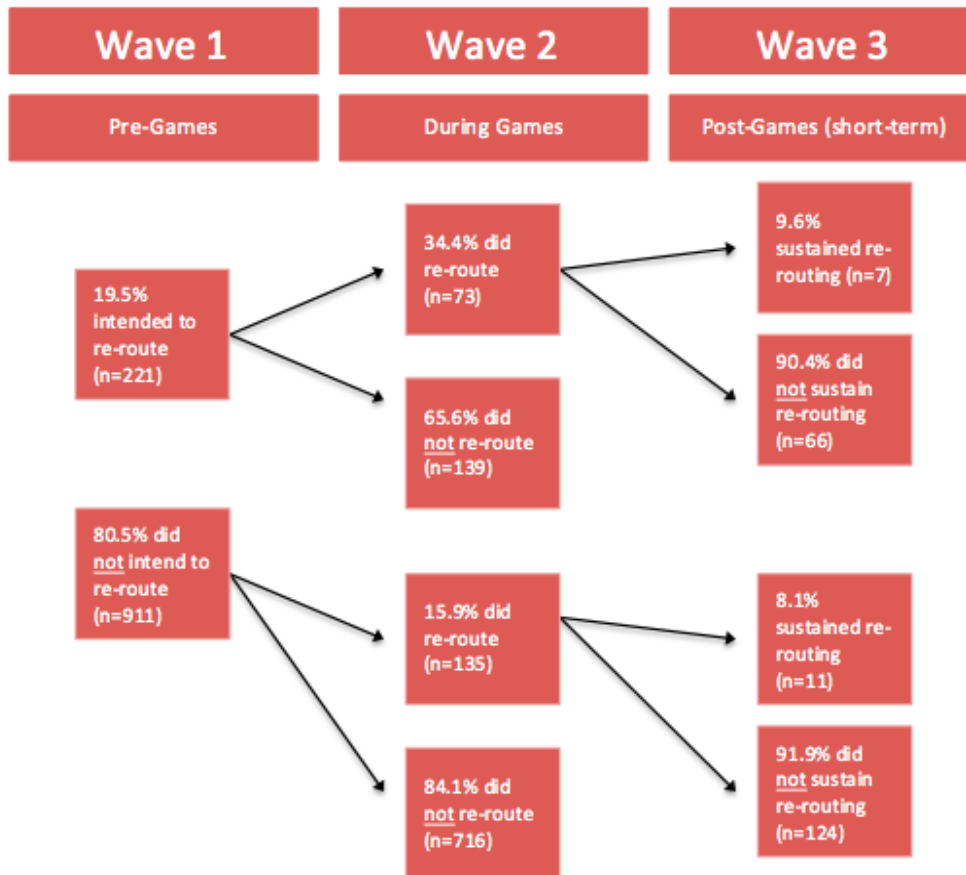 Wave 1
Wave 2
Wave 3
Pre-Games
During Games
Post-Games (short-term)
19.5%
intended to
re-route
(n=221)
34.4% did
re-route
(n=73)
65.6% did
not re-route
(n=139)
9.6%
sustained re-
routing (n=7)
90.4% did
not sustain
re-routing
(n=66)
80.5% did
not intend to
re-route
(n=911)
15.9% did
re-route
(n=135)
84.1% did
not re-route
(n=716)
8.1%
sustained re-
routing
(n=11)
91.9% did
not sustain
re-routing
(n=124)